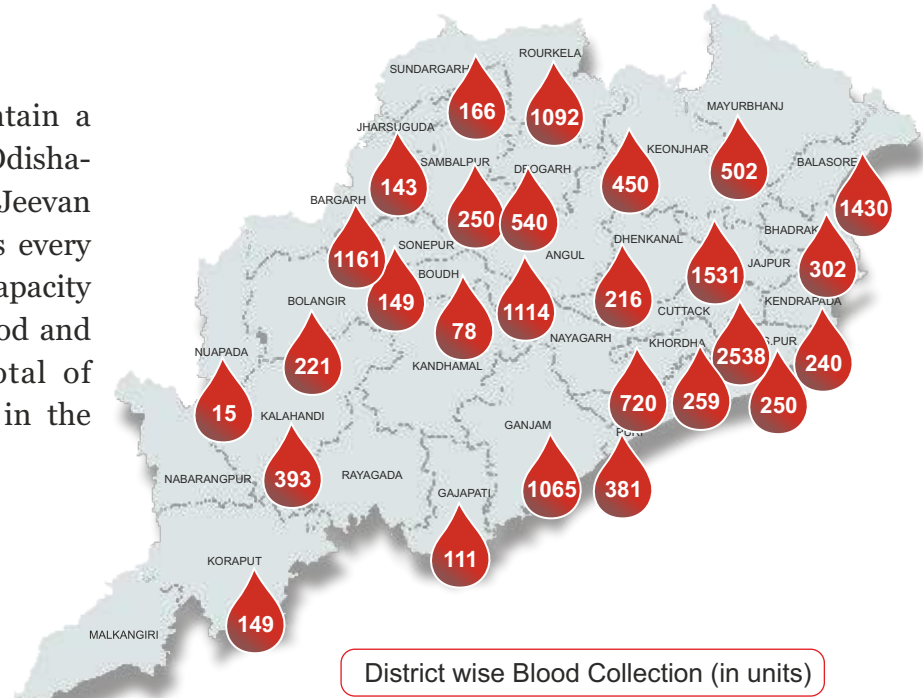 ntain a
Odisha-
Jeevan
s every
apacity
od and
otal of
in the
ROURKELA
SUNDARGARH
166
1092
MAYURBHANJ
JHARSUGUDA
SAMBALPUR
DEOGARH
KEONJHAR
502
BALASORE
143
450
BARGARH
250
540
1430
1161
SONEPUR
ANGUL
DHENKANAL
BHADRAK
BOUDH
1531
JAJPUR
302
149
216
BOLANGIR
1114
CUTTACK
KENDRAPADA
78
NAYAGARH
KHORDHA
2538
S.PUR
240
NUAPADA
221
KANDHAMAL
720
259
250
15
KALAHANDI
GANJAM
PURI
393
RAYAGADA
NABARANGPUR
GAJAPATI
1065
381
111
KORAPUT
149
MALKANGIRI
District wise Blood Collection (in units)